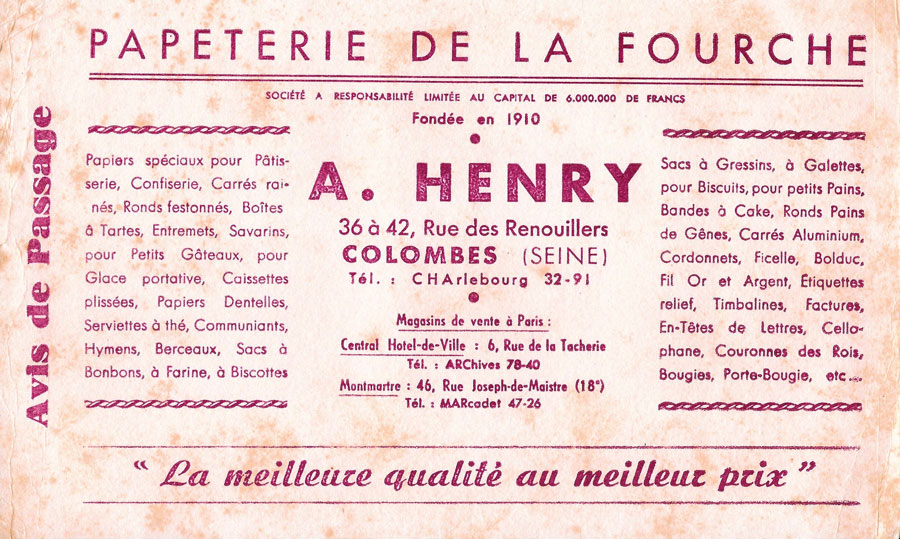 PAPETERIE DE LA FOURCHE
SOCIÉTÉ A RESPONSABILITÉ LIMITÉE AU CAPITAL DE 6.000.000 DE FRANCS
Fondée en 1910
Avis de Passage
Papiers spéciaux pour Pâtis-
serie, Confiserie, Carrés rai-
nés, Ronds festonnés, Boîtes
à Tartes, Entremets, Savarins,
pour Petits Gâteaux, pour
Glace portative, Caissettes
plissées, Papiers Dentelles,
Serviettes à thé, Communiants,
Hymens, Berceaux, Sacs à
Bonbons, à Farine, à Biscottes
A. HENRY
36 à 42, Rue des Renouillers
COLOMBES (SEINE)
Tél. : CHArlebourg 32-91
Magasins de vente à Paris :
Central Hotel-de-Ville : 6, Rue de la Tacherie
Tél. : ARChives 78-40
Montmartre : 46, Rue Joseph-de-Maistre (18e)
Tél. : MARcadet 47-26
Sacs à Gressins, à Galettes,
pour Biscuits, pour petits Pains,
Bandes à Cake, Ronds Pains
de Gênes, Carrés Aluminium,
Cordonnets, Ficelle, Bolduc,
Fil Or et Argent, Étiquettes
relief, Timbalines, Factures,
En-Têtes de Lettres, Cello-
phane, Couronnes des Rois,
Bougies, Porte-Bougie, etc...
" La meilleure qualité au meilleur prix "